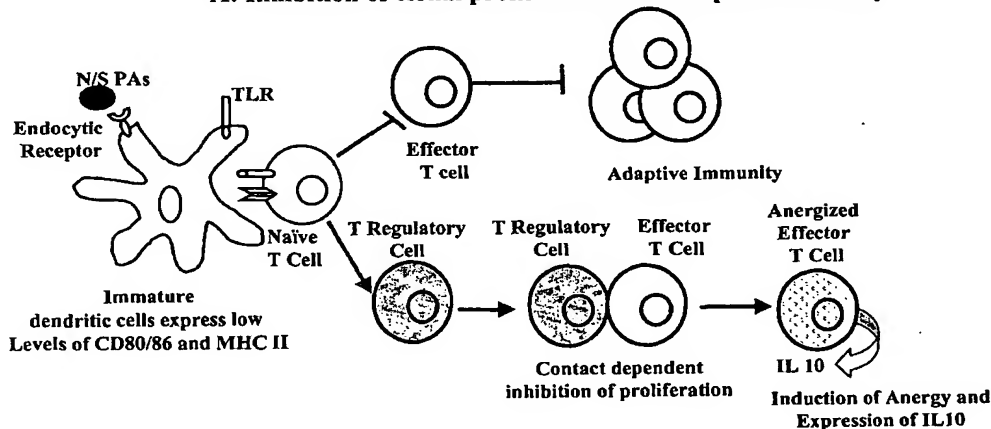 N/S PAs
TLR
Endocytic
Receptor
Effector
T cell
Adaptive Immunity
Naïve
T Cell
T Regulatory
Cell
T Regulatory
Cell
Effector
T Cell
Anergized
Effector
T Cell
Immature
dendritic cells express low
Levels of CD80/86 and MHC II
Contact dependent
inhibition of proliferation
IL 10
Induction of Anergy and
Expression of IL10